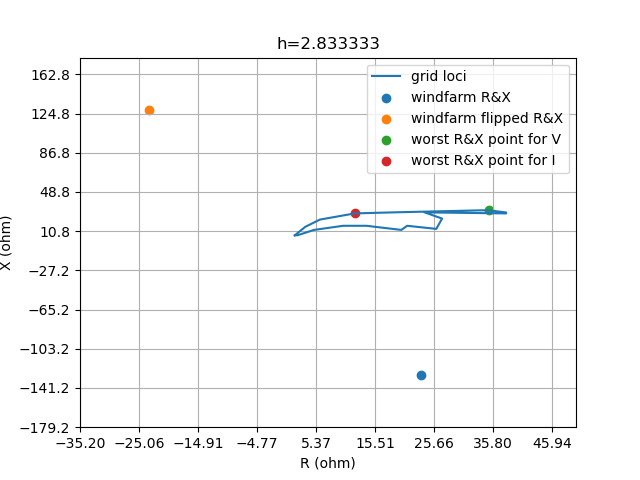 h=2.833333
grid loci
windfarm R&X
windfarm flipped R&X
worst R&X point for V
worst R&X point for I
162.8
124.8
86.8
48.8
10.8
−27.2
−65.2
−103.2
−141.2
−179.2
X (ohm)
−35.20 −25.06 −14.91 −4.77 5.37 15.51 25.66 35.80 45.94
R (ohm)